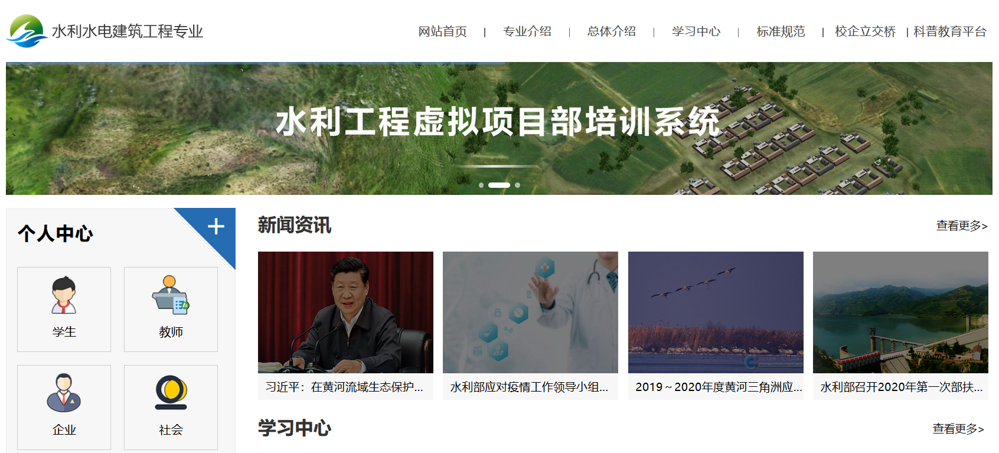 水利水电建筑工程专业
网站首页 | 专业介绍 | 总体介绍 | 学习中心 | 标准规范 | 校企立交桥 | 科普教育平台
水利工程虚拟项目部培训系统
个人中心
+
学生
教师
企业
社会
新闻资讯
查看更多>
习近平：在黄河流域生态保护...
水利部应对疫情工作领导小组...
2019～2020年度黄河三角洲应...
水利部召开2020年第一次部扶...
学习中心
查看更多>